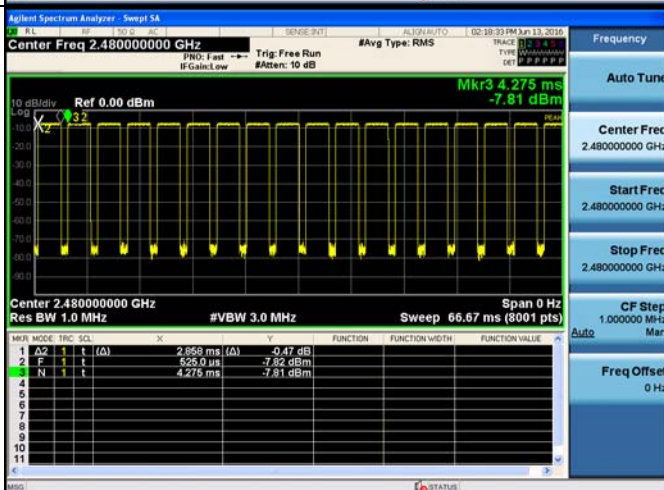 Agilent Spectrum Analyzer - Swept SA
RL RF 50 Ω AC SENSE:INT ALIGN AUTO 02:18:33 PM Jun 13, 2016
Center Freq 2.480000000 GHz
PNO: Fast
IFGain:Low
Trig: Free Run
#Atten: 10 dB
#Avg Type: RMS
TRACE 1 2 3 4 5 6
TYPE
DET P P P P P P
Mkr3 4.275 ms
-7.81 dBm
10 dB/div Ref 0.00 dBm
Log
PEAK
2 3 2
-10.0
-20.0
-30.0
-40.0
-50.0
-60.0
-70.0
-80.0
-90.0
Center 2.480000000 GHz Span 0 Hz
Res BW 1.0 MHz #VBW 3.0 MHz Sweep 66.67 ms (8001 pts)
MKR MODE TRC SCL X Y FUNCTION FUNCTION WIDTH FUNCTION VALUE
1 Δ2 1 t (Δ) 2.858 ms (Δ) -0.47 dB
2 F 1 t 525.0 µs -7.82 dBm
3 N 1 t 4.275 ms -7.81 dBm
4
5
6
7
8
9
10
11
MSG STATUS
Frequency
Auto Tune
Center Freq
2.480000000 GHz
Start Freq
2.480000000 GHz
Stop Freq
2.480000000 GHz
CF Step
1.000000 MHz
Auto Man
Freq Offset
0 Hz